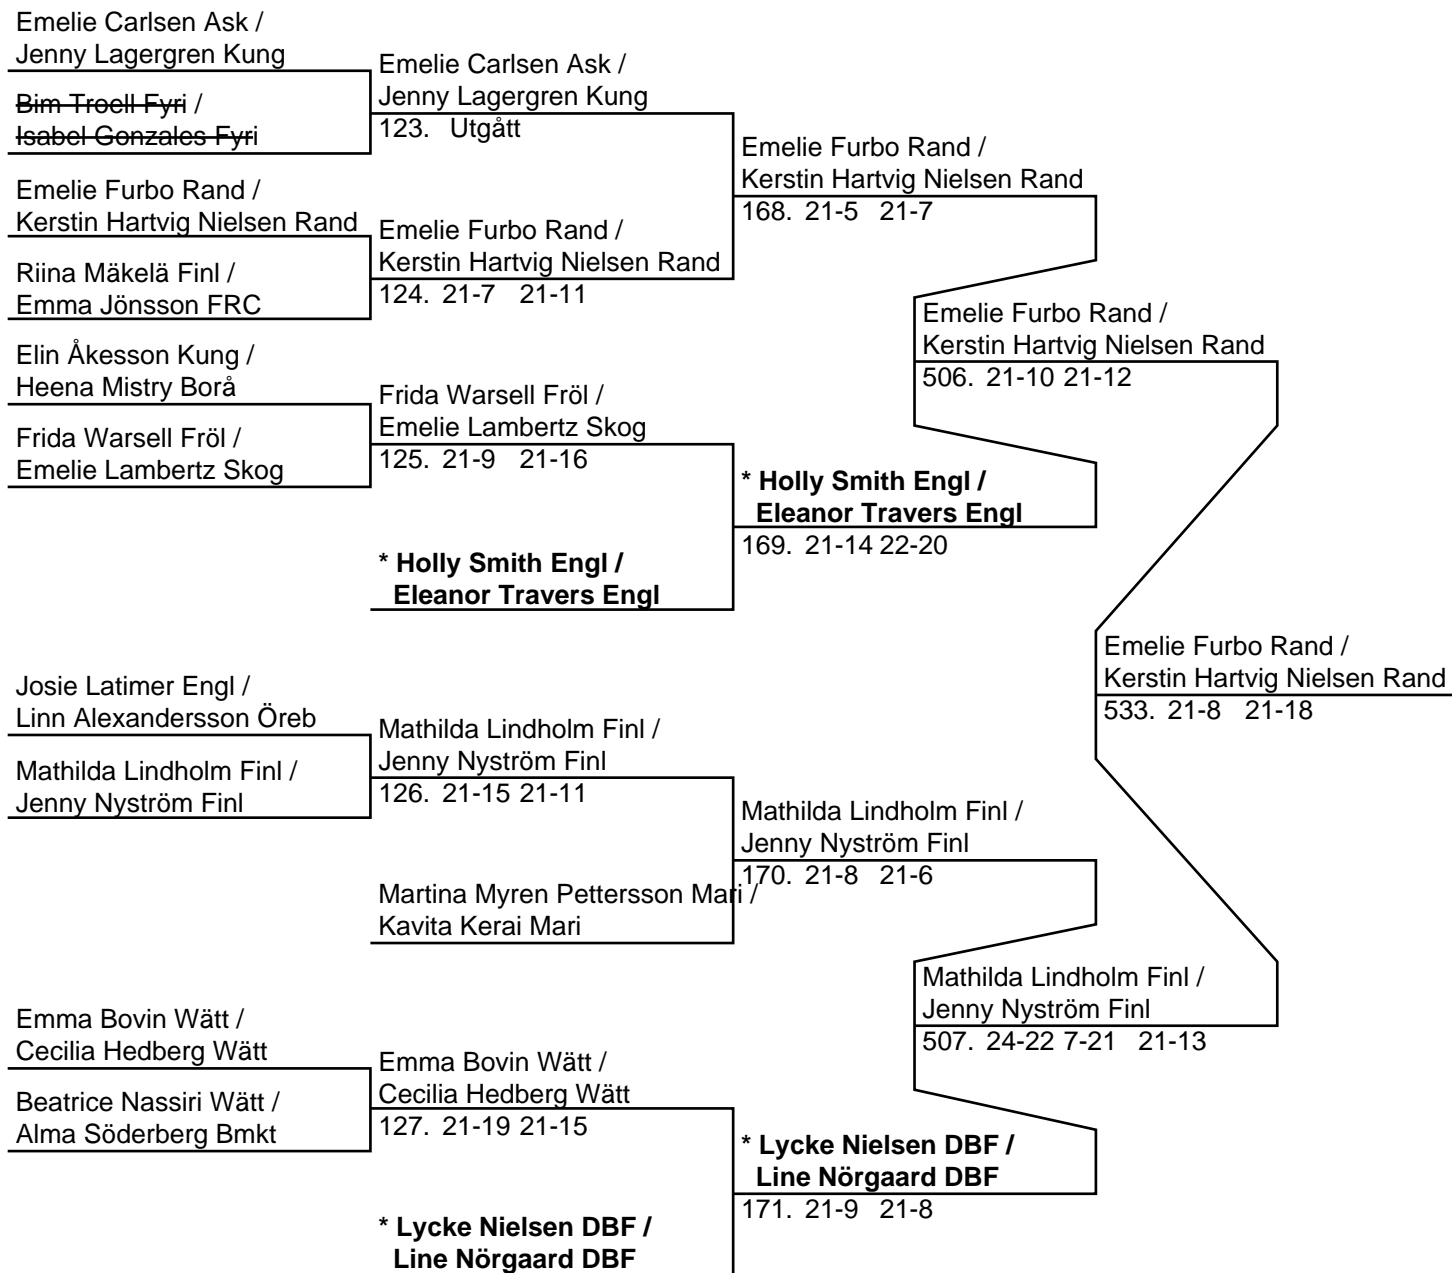 Emelie Carlsen Ask /
Jenny Lagergren Kung
Bim Troell Fyri /
Isabel Gonzales Fyri
Emelie Furbo Rand /
Kerstin Hartvig Nielsen Rand
Riina Mäkelä Finl /
Emma Jönsson FRC
Elin Åkesson Kung /
Heena Mistry Borå
Frida Warsell Fröl /
Emelie Lambertz Skog
Josie Latimer Engl /
Linn Alexandersson Öreb
Mathilda Lindholm Finl /
Jenny Nyström Finl
Emma Bovin Wätt /
Cecilia Hedberg Wätt
Beatrice Nassiri Wätt /
Alma Söderberg Bmkt
Emelie Carlsen Ask /
Jenny Lagergren Kung
123. Utgått
Emelie Furbo Rand /
Kerstin Hartvig Nielsen Rand
124. 21-7 21-11
Frida Warsell Fröl /
Emelie Lambertz Skog
125. 21-9 21-16
* Holly Smith Engl /
Eleanor Travers Engl
Mathilda Lindholm Finl /
Jenny Nyström Finl
126. 21-15 21-11
Martina Myren Pettersson Mari /
Kavita Kerai Mari
Emma Bovin Wätt /
Cecilia Hedberg Wätt
127. 21-19 21-15
* Lycke Nielsen DBF /
Line Nörgaard DBF
Emelie Furbo Rand /
Kerstin Hartvig Nielsen Rand
168. 21-5 21-7
* Holly Smith Engl /
Eleanor Travers Engl
169. 21-14 22-20
Mathilda Lindholm Finl /
Jenny Nyström Finl
170. 21-8 21-6
* Lycke Nielsen DBF /
Line Nörgaard DBF
171. 21-9 21-8
Emelie Furbo Rand /
Kerstin Hartvig Nielsen Rand
506. 21-10 21-12
Mathilda Lindholm Finl /
Jenny Nyström Finl
507. 24-22 7-21 21-13
Emelie Furbo Rand /
Kerstin Hartvig Nielsen Rand
533. 21-8 21-18